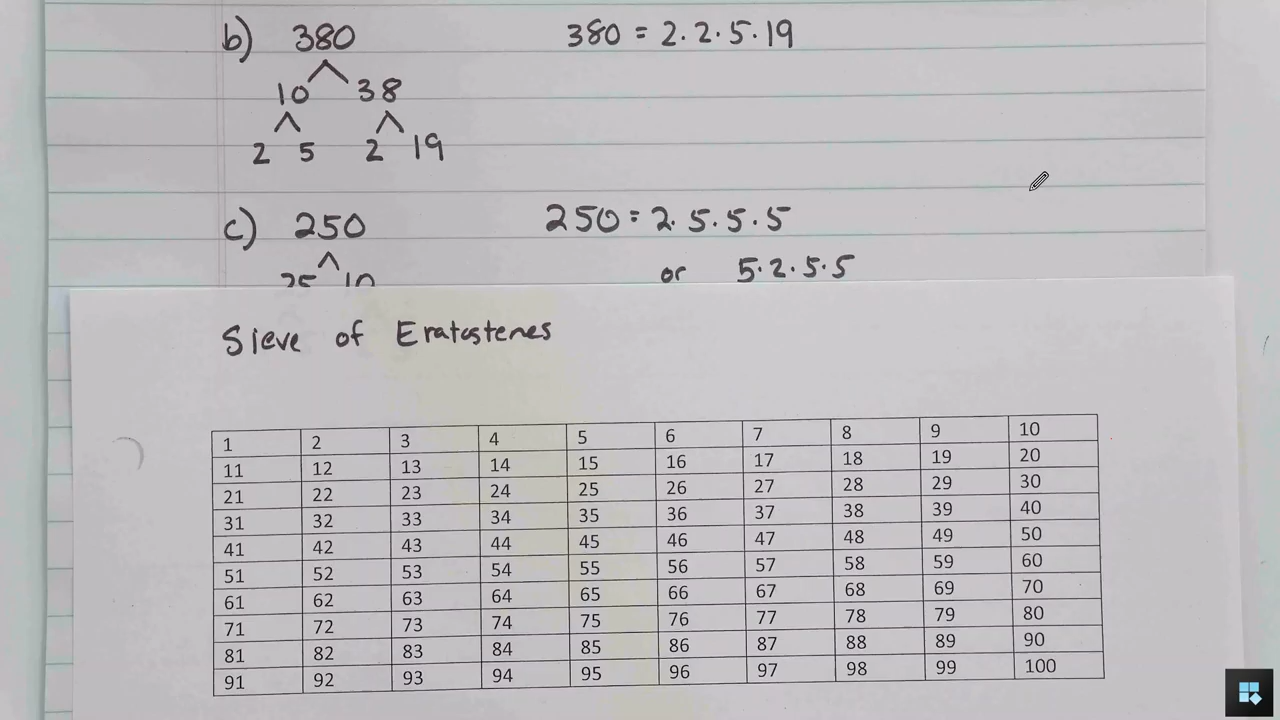 b) 380 380 = 2·2·5·19
10 38
2 5 2 19
c) 250 250 = 2·5·5·5
25 10 or 5·2·5·5
Sieve of Eratostenes
1 2 3 4 5 6 7 8 9 10
11 12 13 14 15 16 17 18 19 20
21 22 23 24 25 26 27 28 29 30
31 32 33 34 35 36 37 38 39 40
41 42 43 44 45 46 47 48 49 50
51 52 53 54 55 56 57 58 59 60
61 62 63 64 65 66 67 68 69 70
71 72 73 74 75 76 77 78 79 80
81 82 83 84 85 86 87 88 89 90
91 92 93 94 95 96 97 98 99 100